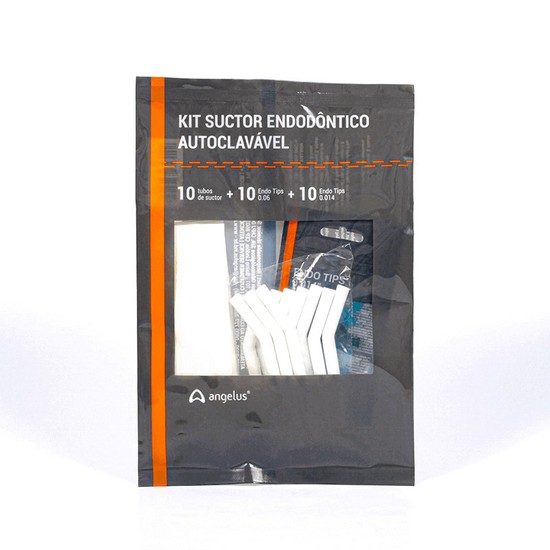 KIT SUCTOR ENDODÔNTICO
AUTOCLAVÁVEL
10 tubos de suctor + 10 Endo Tips 0.06 + 10 Endo Tips 0.014
ENDO TIPS
angelus®